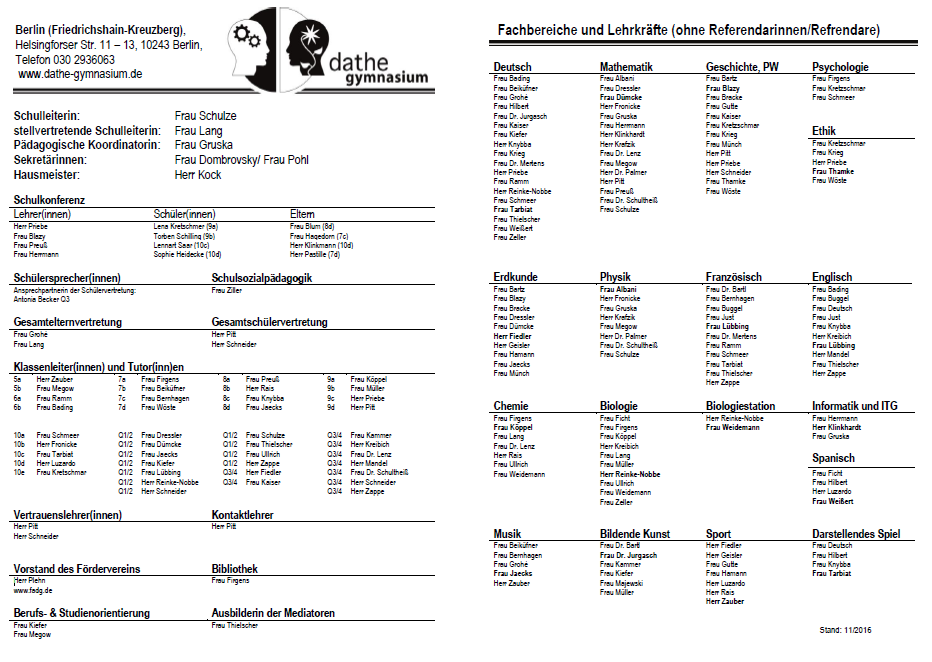 Berlin (Friedrichshain-Kreuzberg),
Helsingforser Str. 11 – 13, 10243 Berlin,
Telefon 030 2936063
www.dathe-gymnasium.de
dathe
gymnasium
Schulleiterin: Frau Schulze
stellvertretende Schulleiterin: Frau Lang
Pädagogische Koordinatorin: Frau Gruska
Sekretärinnen: Frau Dombrovsky/ Frau Pohl
Hausmeister: Herr Kock
Schulkonferenz
Lehrer(innen) Schüler(innen) Eltern
Herr Priebe Lena Kretschmer (9a) Frau Blum (8d)
Frau Blazy Torben Schilling (9b) Frau Hagedorn (7c)
Frau Preuß Lennart Saar (10c) Herr Klinkmann (10d)
Frau Herrmann Sophie Heidecke (10d) Herr Pastille (7d)
Schülersprecher(innen) Schulsozialpädagogik
Ansprechpartnerin der Schülervertretung: Frau Ziller
Antonia Becker Q3
Gesamtelternvertretung Gesamtschülervertretung
Frau Grohé Herr Pitt
Frau Lang Herr Schneider
Klassenleiter(innen) und Tutor(inn)en
5a Herr Zauber 7a Frau Firgens 8a Frau Preuß 9a Frau Köppel
5b Frau Megow 7b Frau Beiküfner 8b Herr Rais 9b Frau Müller
6a Frau Ramm 7c Frau Bernhagen 8c Frau Knybba 9c Herr Priebe
6b Frau Bading 7d Frau Wöste 8d Frau Jaecks 9d Herr Pitt
10a Frau Schmeer Q1/2 Frau Dressler Q1/2 Frau Schulze Q3/4 Frau Kammer
10b Herr Fronicke Q1/2 Frau Dümcke Q1/2 Frau Thielscher Q3/4 Herr Kreibich
10c Frau Tarbiat Q1/2 Frau Jaecks Q1/2 Frau Ullrich Q3/4 Frau Dr. Lenz
10d Herr Luzardo Q1/2 Frau Kiefer Q1/2 Herr Zappe Q3/4 Herr Mandel
10e Frau Kretschmar Q1/2 Frau Lübbing Q3/4 Herr Fiedler Q3/4 Frau Dr. Schultheiß
Q1/2 Herr Reinke-Nobbe Q3/4 Frau Kaiser Q3/4 Herr Schneider
Q1/2 Herr Schneider Q3/4 Herr Zappe
Vertrauenslehrer(innen) Kontaktlehrer
Herr Pitt Herr Pitt
Herr Schneider
Vorstand des Fördervereins Bibliothek
Herr Plehn Frau Firgens
www.fadg.de
Berufs- & Studienorientierung Ausbilderin der Mediatoren
Frau Kiefer Frau Thielscher
Frau Megow
Fachbereiche und Lehrkräfte (ohne Referendarinnen/Refrendare)
Deutsch
Frau Bading
Frau Beiküfner
Frau Grohé
Frau Hilbert
Frau Dr. Jurgasch
Frau Kaiser
Frau Kiefer
Herr Knybba
Frau Krieg
Frau Dr. Mertens
Herr Priebe
Frau Ramm
Herr Reinke-Nobbe
Frau Schmeer
Frau Tarbiat
Frau Thielscher
Frau Weißert
Frau Zeller
Mathematik
Frau Albani
Frau Dressler
Frau Dümcke
Herr Fronicke
Frau Gruska
Frau Herrmann
Herr Klinkhardt
Herr Krafzik
Frau Dr. Lenz
Frau Megow
Herr Dr. Palmer
Herr Pitt
Frau Preuß
Frau Dr. Schultheiß
Frau Schulze
Geschichte, PW
Frau Bartz
Frau Blazy
Frau Bracke
Frau Gutte
Frau Kaiser
Frau Kretzschmar
Frau Krieg
Frau Münch
Herr Pitt
Herr Priebe
Herr Schneider
Frau Thamke
Frau Wöste
Psychologie
Frau Firgens
Frau Kretzschmar
Frau Schmeer
Ethik
Frau Kretzschmar
Frau Krieg
Herr Priebe
Frau Thamke
Frau Wöste
Erdkunde
Frau Bartz
Frau Blazy
Frau Bracke
Frau Dressler
Frau Dümcke
Herr Fiedler
Herr Geisler
Frau Hamann
Frau Jaecks
Frau Münch
Physik
Frau Albani
Herr Fronicke
Frau Gruska
Herr Krafzik
Frau Megow
Herr Dr. Palmer
Frau Dr. Schultheiß
Frau Schulze
Französisch
Frau Dr. Bartl
Frau Bernhagen
Frau Buggel
Frau Just
Frau Lübbing
Frau Dr. Mertens
Frau Ramm
Frau Schmeer
Frau Tarbiat
Frau Thielscher
Herr Zappe
Englisch
Frau Bading
Frau Buggel
Frau Deutsch
Frau Just
Frau Knybba
Herr Kreibich
Frau Lübbing
Herr Mandel
Frau Thielscher
Herr Zappe
Chemie
Frau Firgens
Frau Köppel
Frau Lang
Frau Dr. Lenz
Herr Rais
Frau Ullrich
Frau Weidemann
Biologie
Frau Ficht
Frau Firgens
Frau Köppel
Herr Kreibich
Frau Lang
Frau Müller
Herr Reinke-Nobbe
Frau Ullrich
Frau Weidemann
Frau Zeller
Biologiestation
Herr Reinke-Nobbe
Frau Weidemann
Informatik und ITG
Frau Herrmann
Herr Klinkhardt
Frau Gruska
Spanisch
Frau Ficht
Frau Hilbert
Herr Luzardo
Frau Weißert
Musik
Frau Beiküfner
Frau Bernhagen
Frau Grohé
Frau Jaecks
Herr Zauber
Bildende Kunst
Frau Dr. Bartl
Frau Dr. Jurgasch
Frau Kammer
Frau Kiefer
Frau Majewski
Frau Müller
Sport
Herr Fiedler
Herr Geisler
Frau Gutte
Frau Hamann
Herr Luzardo
Herr Rais
Herr Zauber
Darstellendes Spiel
Frau Deutsch
Frau Hilbert
Frau Knybba
Frau Tarbiat
Stand: 11/2016